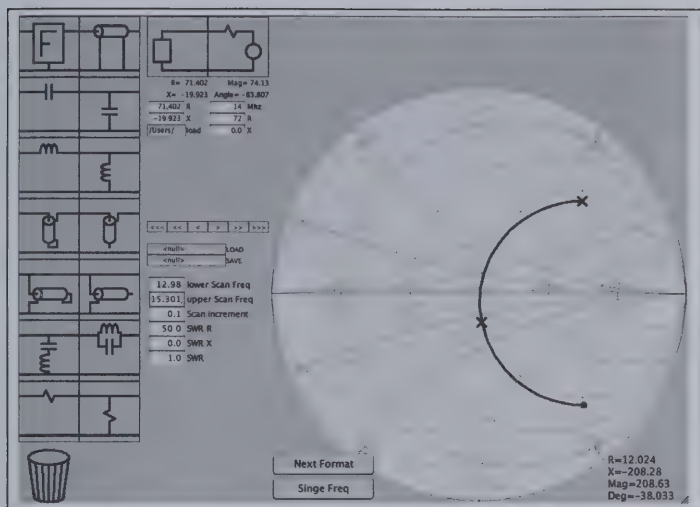 F
R= 71.402 Mag= 74.13
X= -19.923 Angle= -63.807
71.402 R 14 Mhz
-19.923 X 72 R
/Users/ load 0.0 X
<<< << < > >> >>>
<null> LOAD
<null> SAVE
12.98 lower Scan Freq
15.301 upper Scan Freq
0.1 Scan increment
50.0 SWR R
0.0 SWR X
1.0 SWR
Next Format
Singe Freq
R=12.024
X=-208.28
Mag=208.63
Deg=-38.033